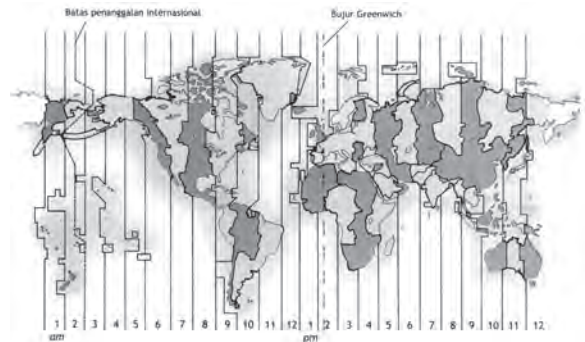 Batas penanggalan Internasional
Bujur Greenwich
1 2 3 4 5 6 7 8 9 10 11 12 1 2 3 4 5 6 7 8 9 10 11 12
am pm